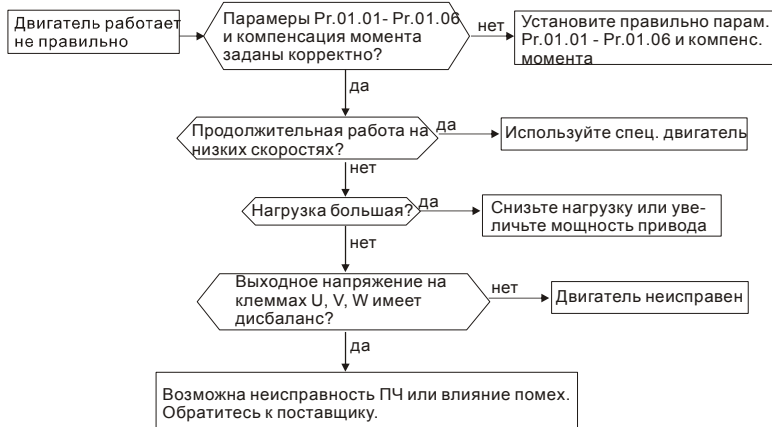 Двигатель работает
не правильно
Парамеры Pr.01.01- Pr.01.06
и компенсация момента
заданы корректно?
нет
Установите правильно парам.
Pr.01.01 - Pr.01.06 и компенс.
момента
да
Продолжительная работа на
низких скоростях?
да
Используйте спец. двигатель
нет
Нагрузка большая?
да
Снизьте нагрузку или уве-
личьте мощность привода
нет
Выходное напряжение на
клеммах U, V, W имеет
дисбаланс?
нет
Двигатель неисправен
да
Возможна неисправность ПЧ или влияние помех.
Обратитесь к поставщику.